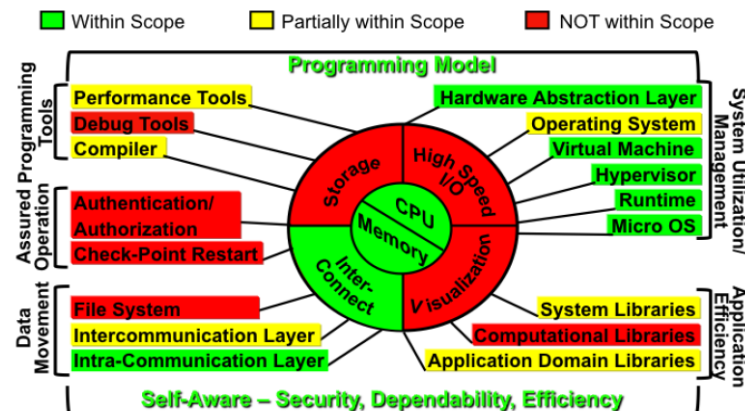 Within Scope
Partially within Scope
NOT within Scope
Programming Model
Programming
Tools
Performance Tools
Debug Tools
Compiler
Assured
Operation
Authentication/
Authorization
Check-Point Restart
Data
Movement
File System
Intercommunication Layer
Intra-Communication Layer
Storage
High Speed
I/O
CPU
Memory
Inter-
Connect
Visualization
Hardware Abstraction Layer
Operating System
Virtual Machine
Hypervisor
Runtime
Micro OS
System Utilization/
Management
System Libraries
Computational Libraries
Application Domain Libraries
Application
Efficiency
Self-Aware – Security, Dependability, Efficiency